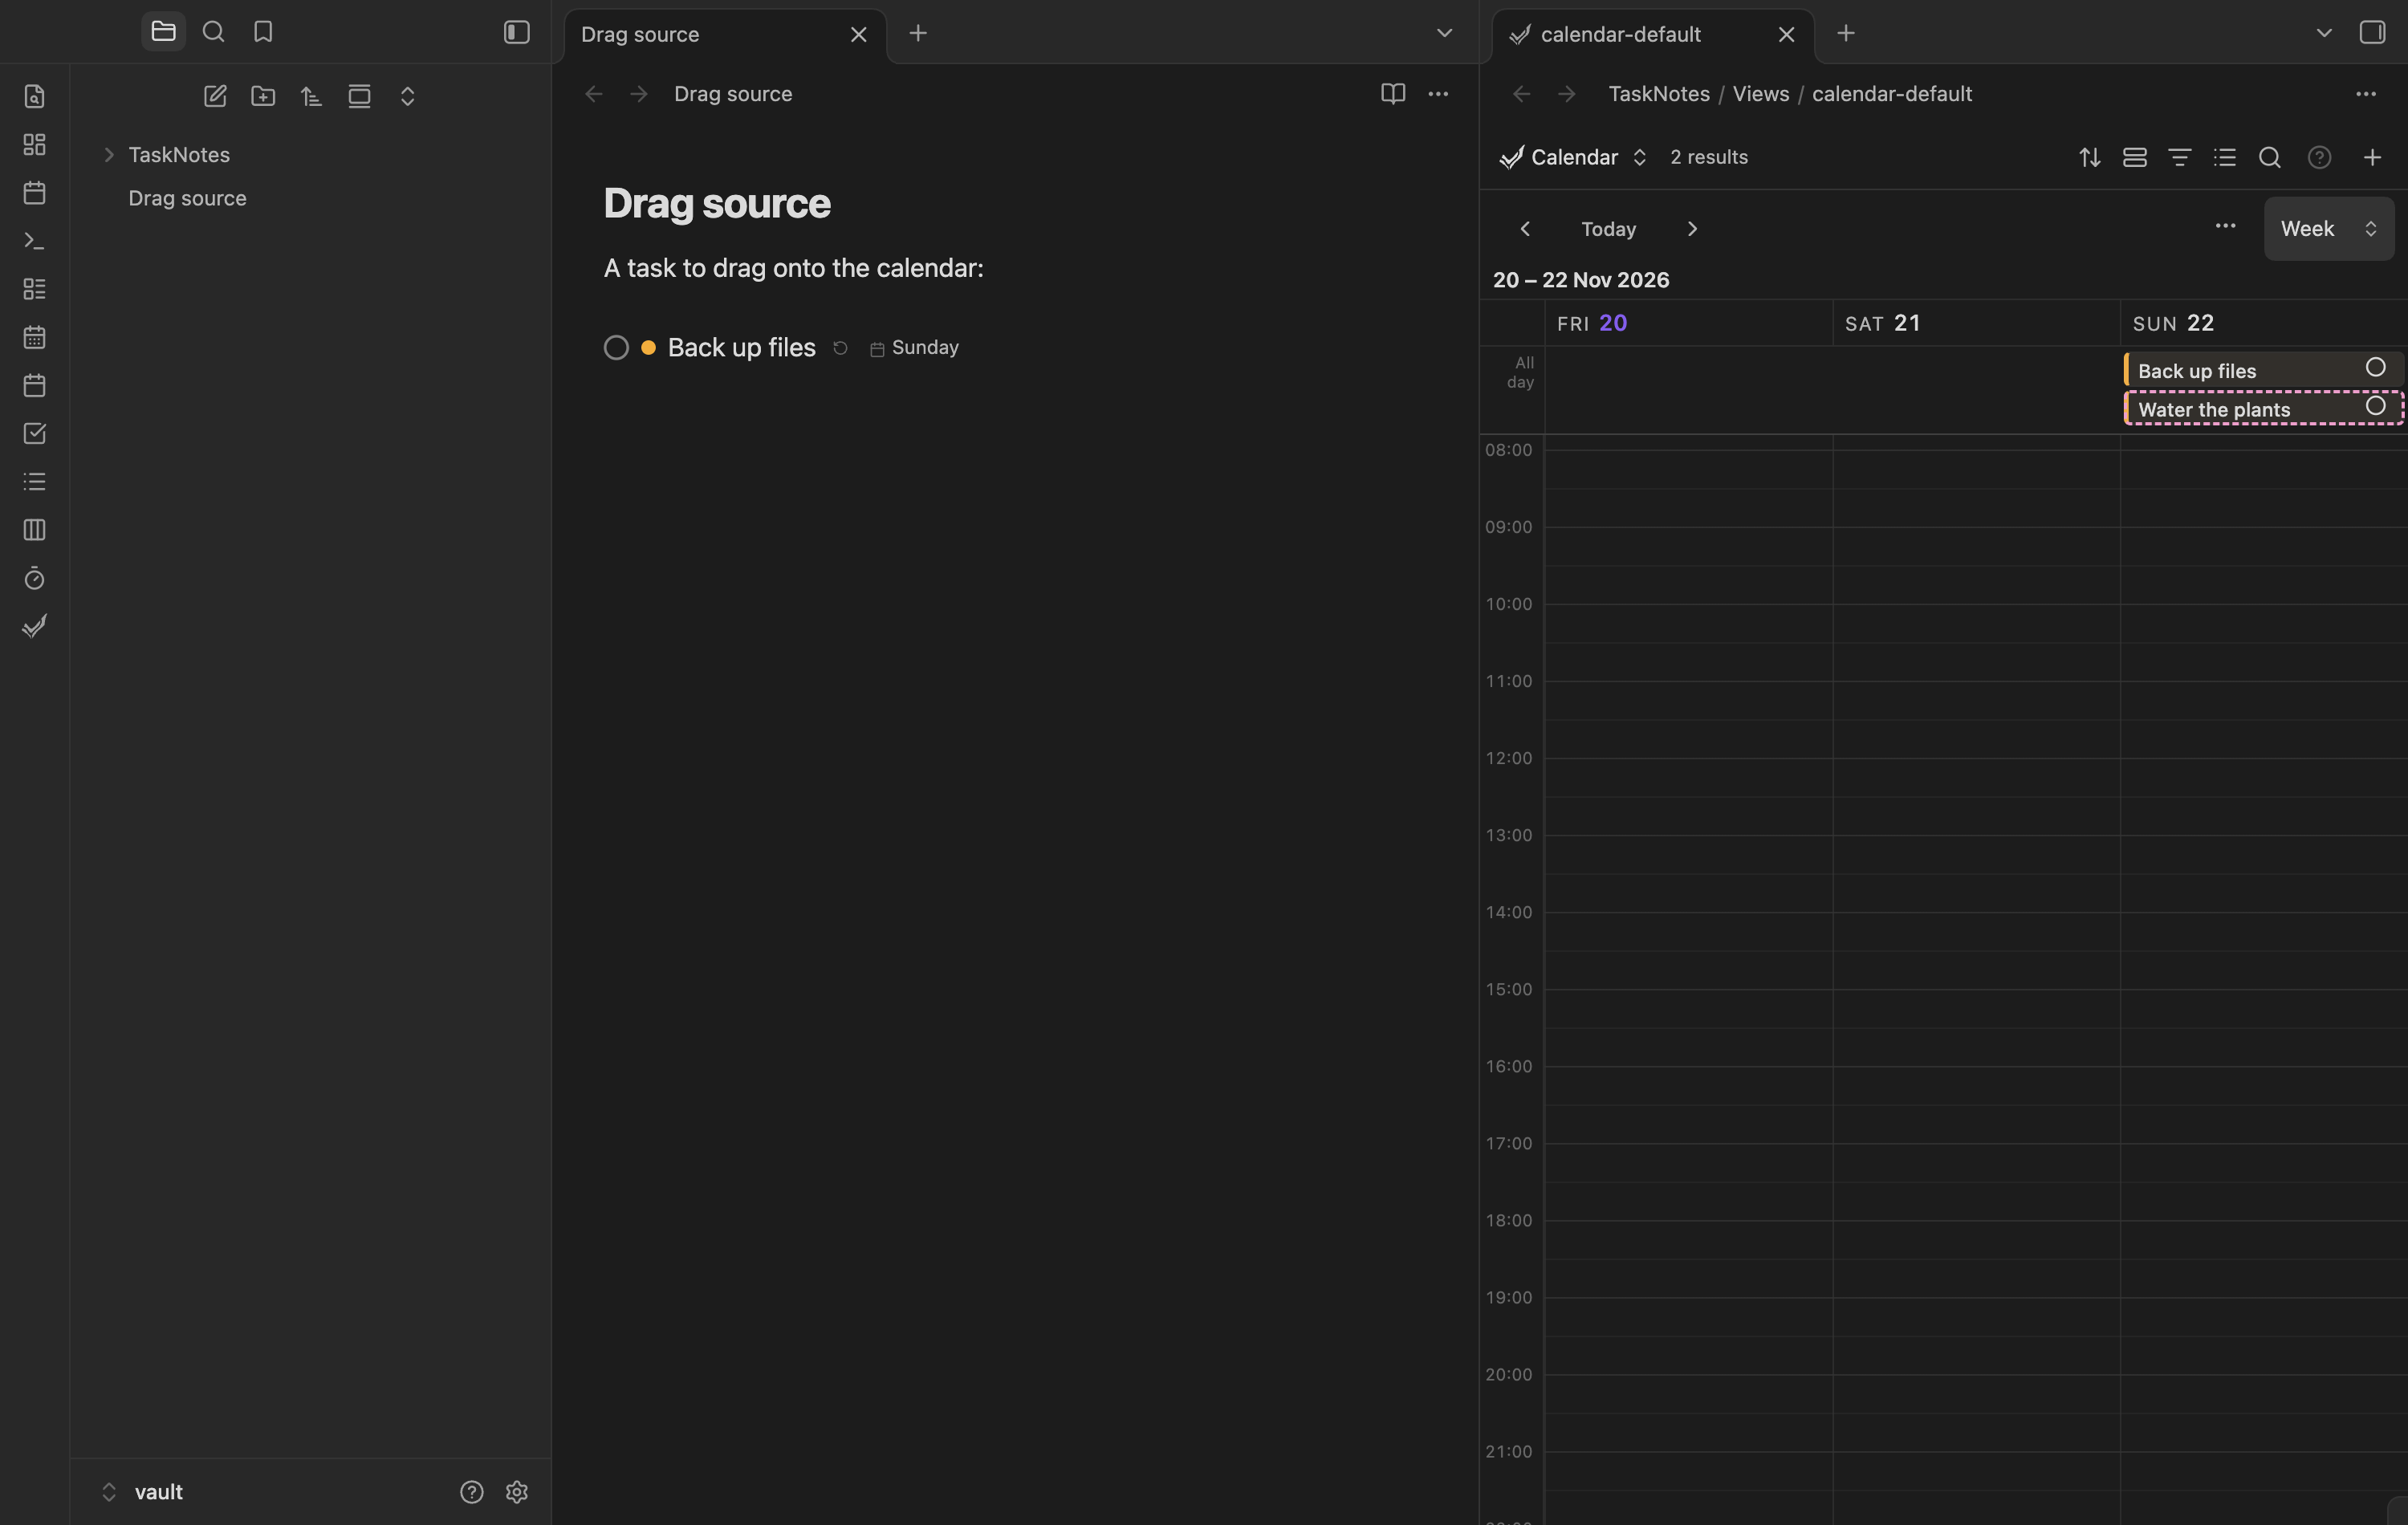 Drag source
calendar-default
Drag source
TaskNotes / Views / calendar-default
TaskNotes
Drag source
Calendar
2 results
Today
Week
Drag source
A task to drag onto the calendar:
Back up files
Sunday
20 – 22 Nov 2026
FRI 20
SAT 21
SUN 22
All
day
Back up files
Water the plants
08:00
09:00
10:00
11:00
12:00
13:00
14:00
15:00
16:00
17:00
18:00
19:00
20:00
21:00
vault